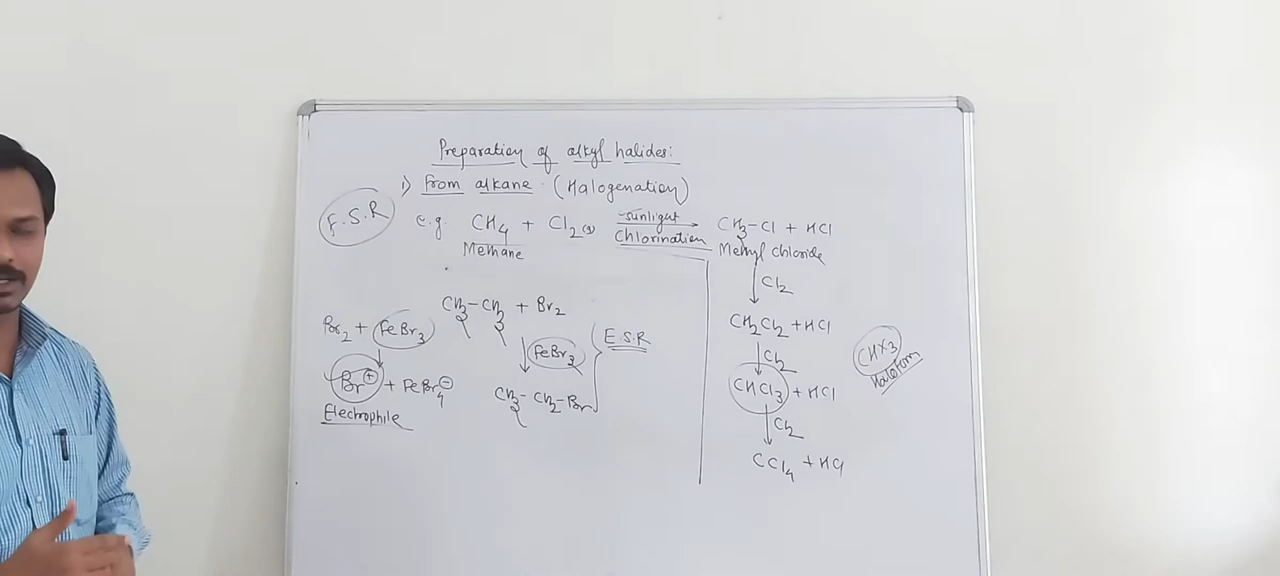 Preparation of alkyl halides:
1) From alkane. (Halogenation)
F.S.R
e.g. CH4 + Cl2(g) sunlight Chlorination CH3-Cl + HCl
Methane
Methyl chloride
Cl2
CH2Cl2 + HCl
Cl2
CHCl3 + HCl
Cl2
CCl4 + HCl
CHX3
Haloform
CH3-CH3 + Br2
FeBr3
CH3-CH2-Br
E.S.R
Br2 + FeBr3
Br⊕ + FeBr4⊖
Electrophile